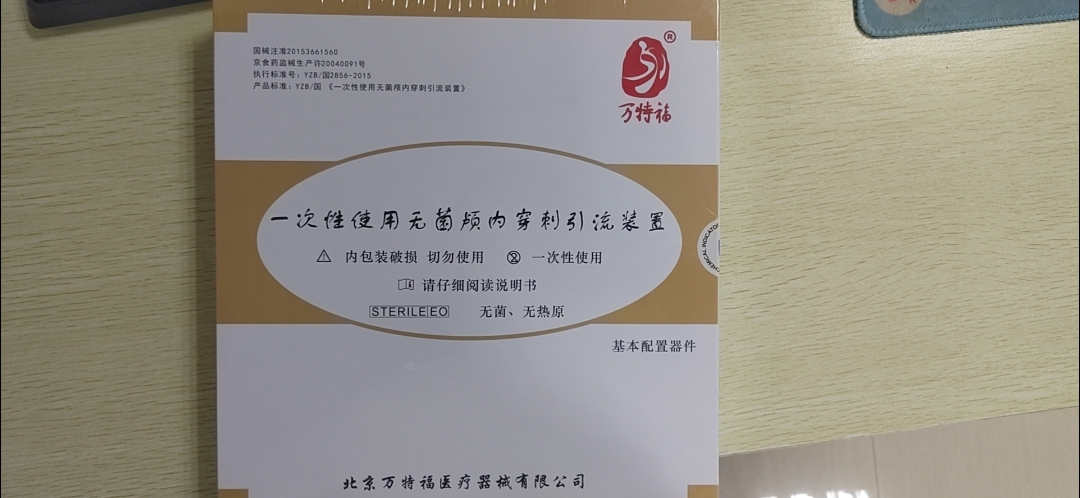 国械注准20153661560
京食药监械生产许20040091号
执行标准号：YZB/国2856-2015
产品标准：YZB/国 《一次性使用无菌颅内穿刺引流装置》
®
万特福
一次性使用无菌颅内穿刺引流装置
内包装破损 切勿使用 一次性使用
请仔细阅读说明书
STERILE EO 无菌、无热原
CHEMICAL INDICATOR
基本配置器件
北京万特福医疗器械有限公司